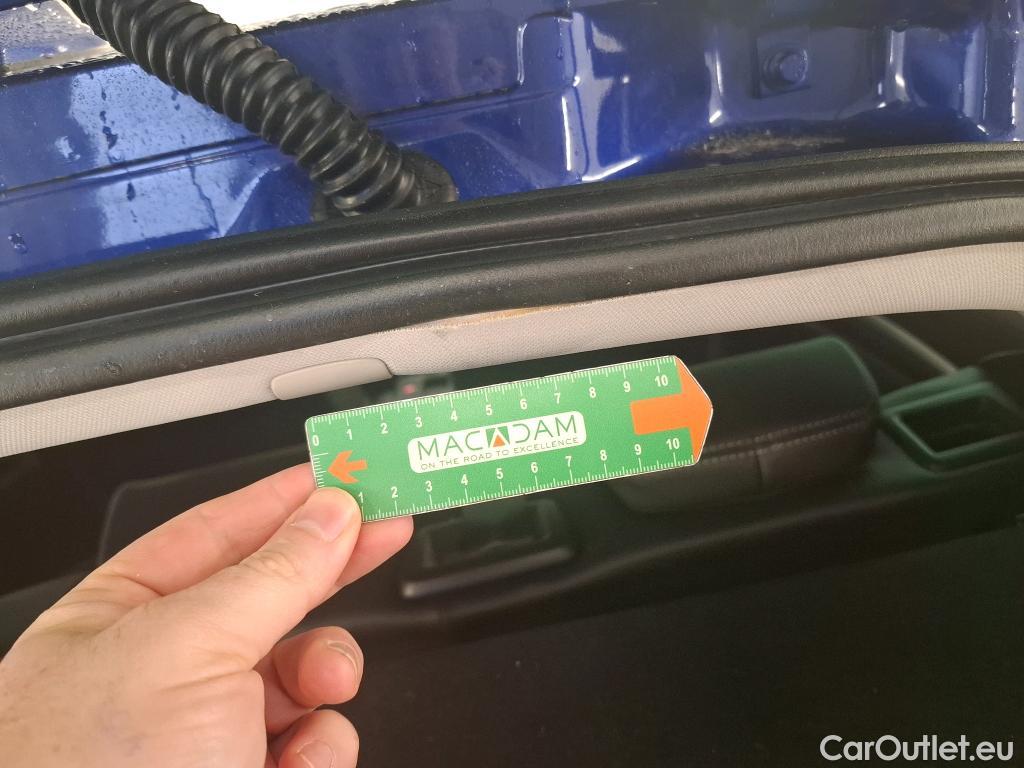 0 1 2 3 4 5 6 7 8 9 10
MACADAM
ON THE ROAD TO EXCELLENCE
1 2 3 4 5 6 7 8 9 10
CarOutlet.eu